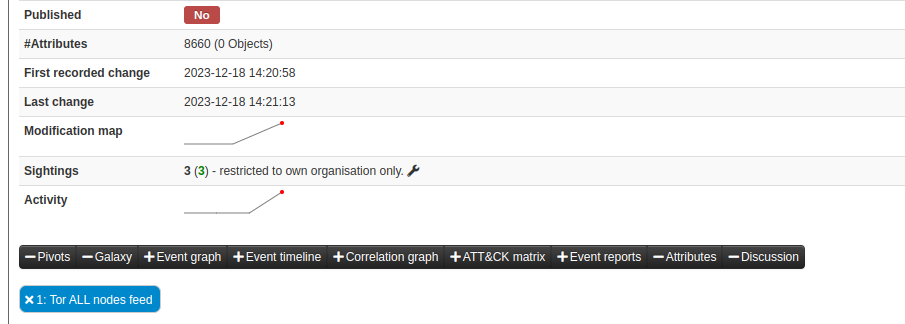 Published No
#Attributes 8660 (0 Objects)
First recorded change 2023-12-18 14:20:58
Last change 2023-12-18 14:21:13
Modification map
Sightings 3 (3) - restricted to own organisation only.
Activity
Pivots Galaxy Event graph Event timeline Correlation graph ATT&CK matrix Event reports Attributes Discussion
1: Tor ALL nodes feed